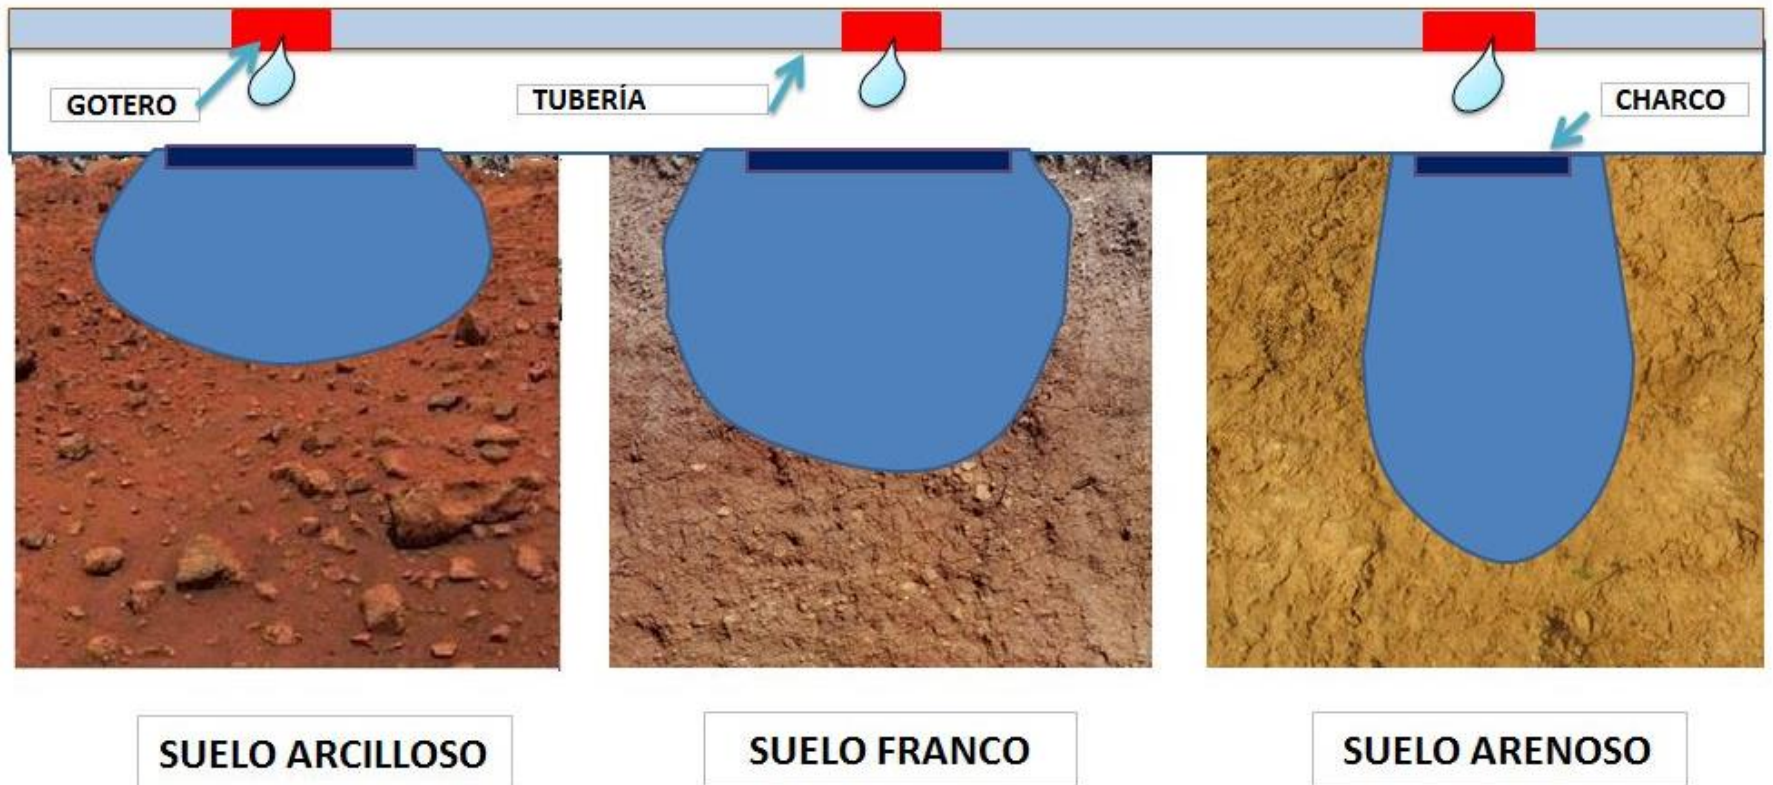 GOTERO
TUBERÍA
CHARCO
SUELO ARCILLOSO
SUELO FRANCO
SUELO ARENOSO